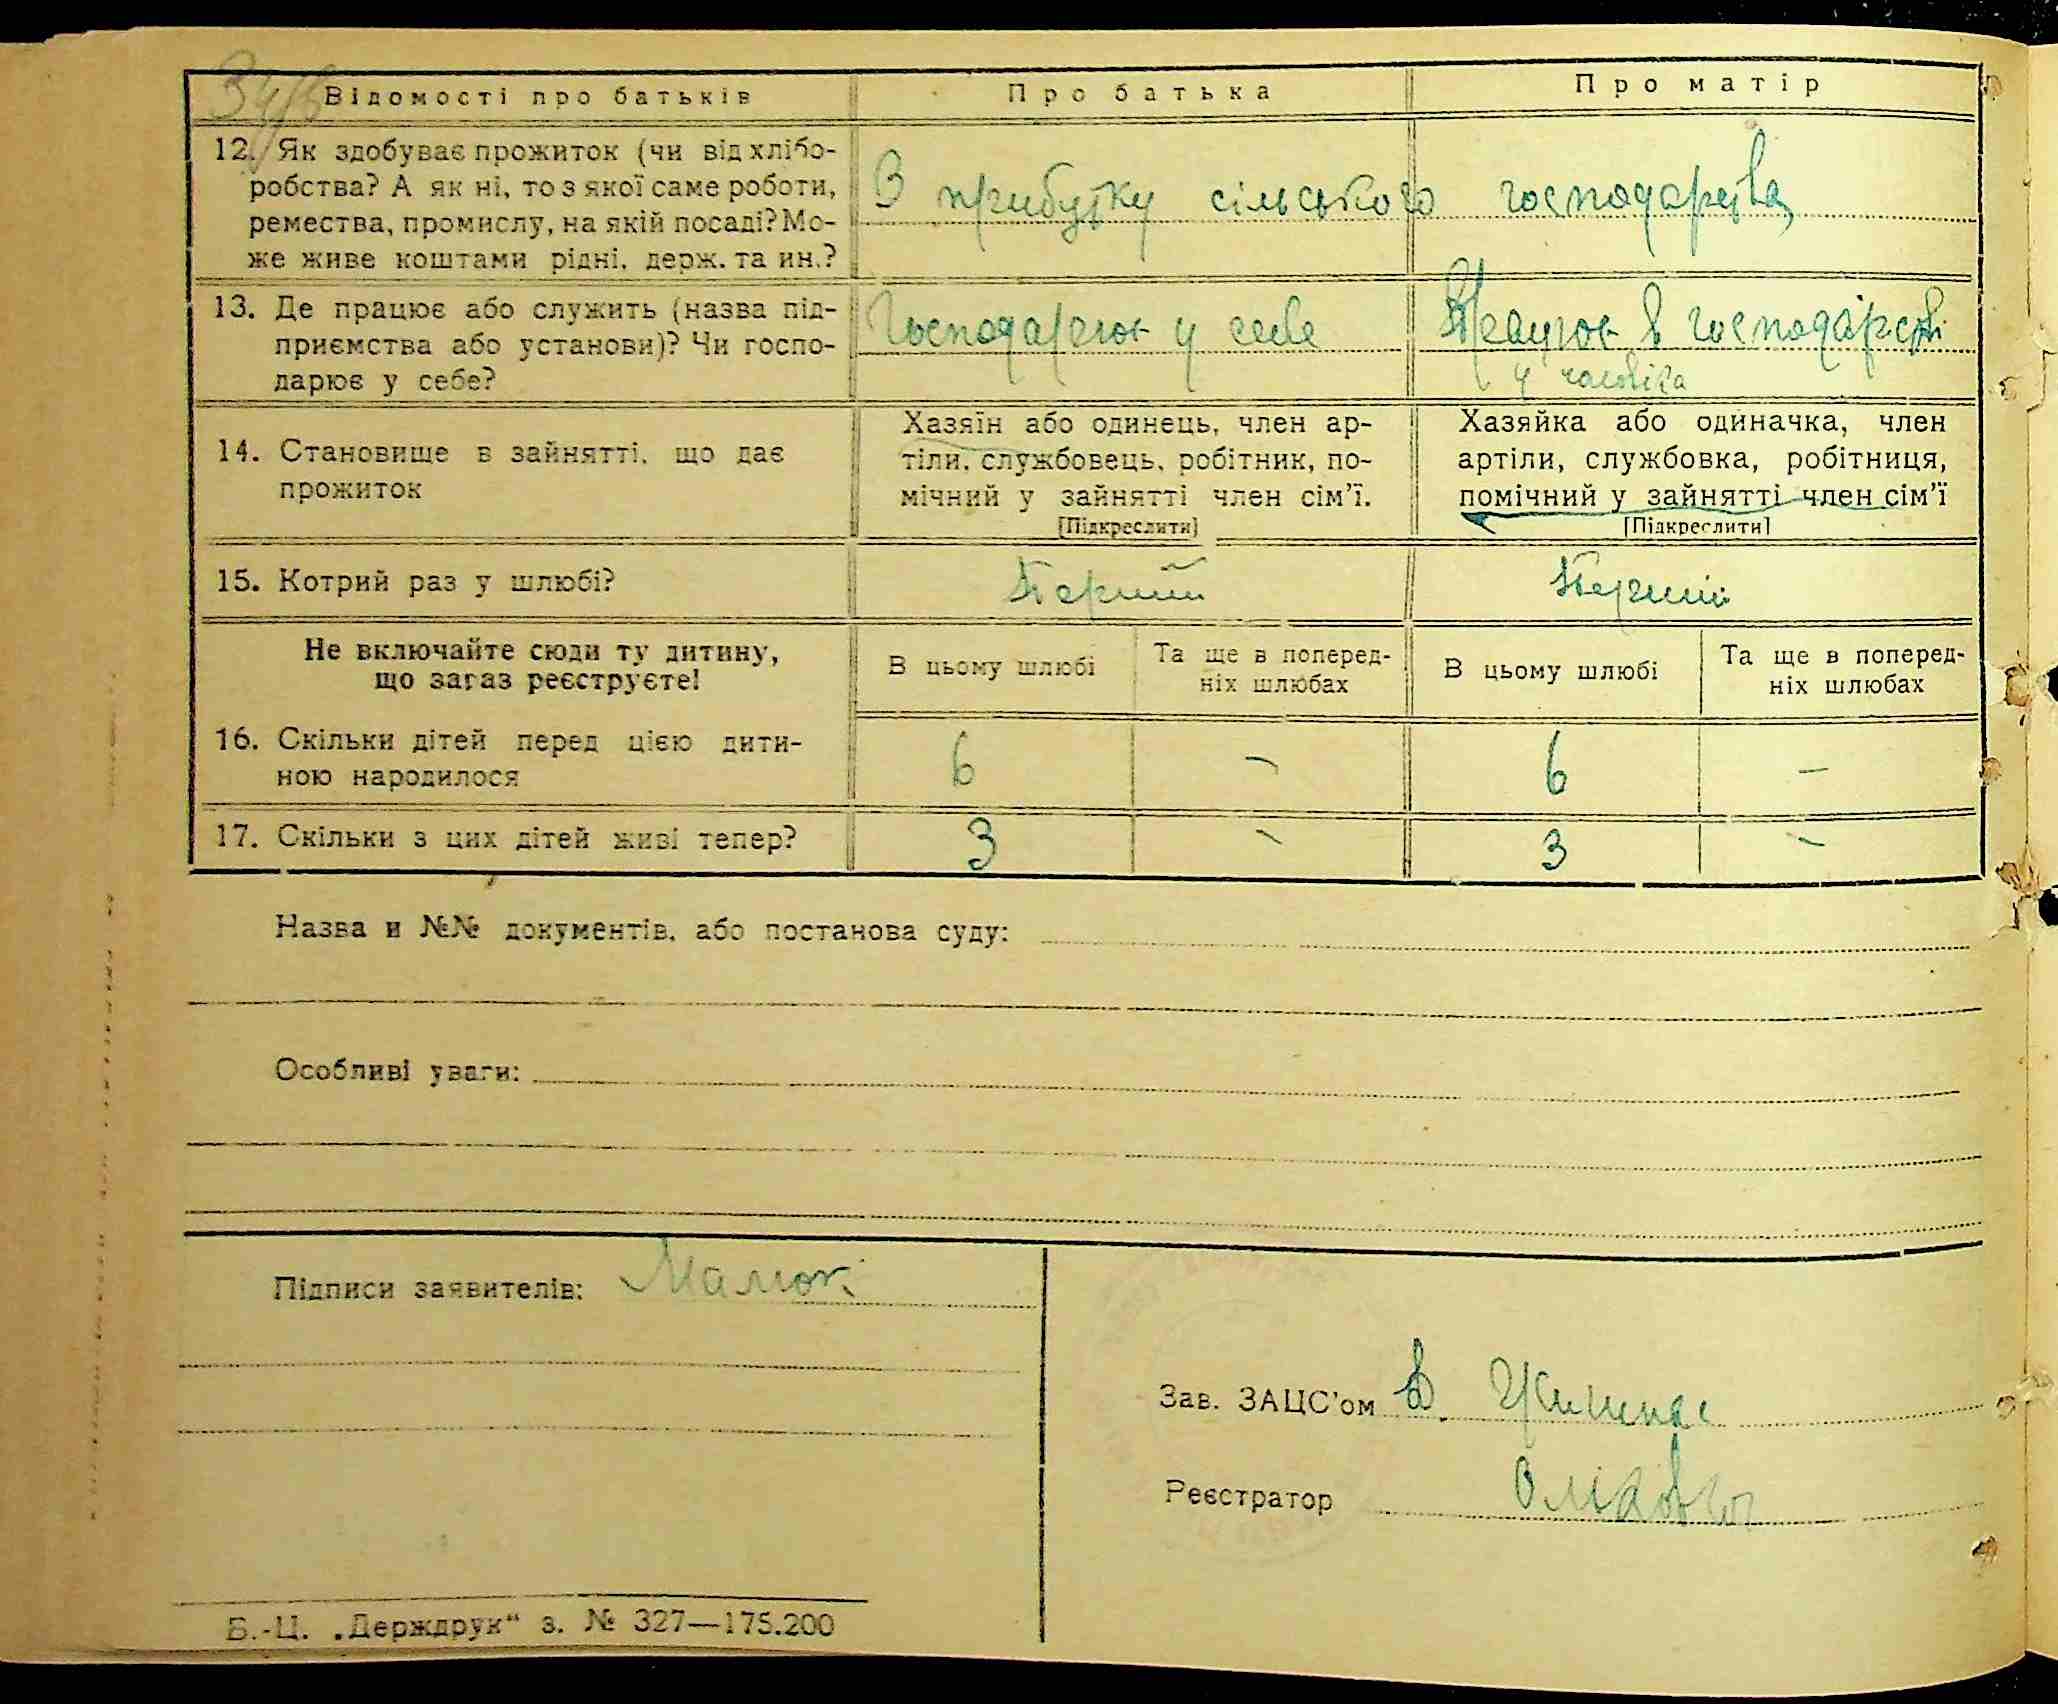 Відомості про батьків
Про батька
Про матір
12. Як здобуває прожиток (чи від хлібо-
робства? А як ні, то з якої саме роботи,
ремества, промислу, на якій посаді? Мо-
же живе коштами рідні, держ. та ин.?
З прибутку сільського господарства
13. Де працює або служить (назва під-
приємства або установи)? Чи госпо-
дарює у себе?
Господарює у себе
Працює в господарстві
у чоловіка
14. Становище в зайнятті, що дає
прожиток
Хазяїн або одинець, член ар-
тіли, службовець, робітник, по-
мічний у зайнятті член сім'ї.
[Підкреслити]
Хазяйка або одиначка, член
артіли, службовка, робітниця,
помічний у зайнятті член сім'ї
[Підкреслити]
15. Котрий раз у шлюбі?
Перший
Перший
Не включайте сюди ту дитину,
що зараз реєструєте!
В цьому шлюбі
Та ще в поперед-
ніх шлюбах
В цьому шлюбі
Та ще в поперед-
ніх шлюбах
16. Скільки дітей перед цією дити-
ною народилося
6
–
6
–
17. Скільки з цих дітей живі тепер?
3
–
3
–
Назва и №№ документів, або постанова суду:
Особливі уваги:
Підписи заявителів:
Зав. ЗАЦС'ом
Реєстратор
Б.-Ц. „Держдрук“ з. № 327—175.200